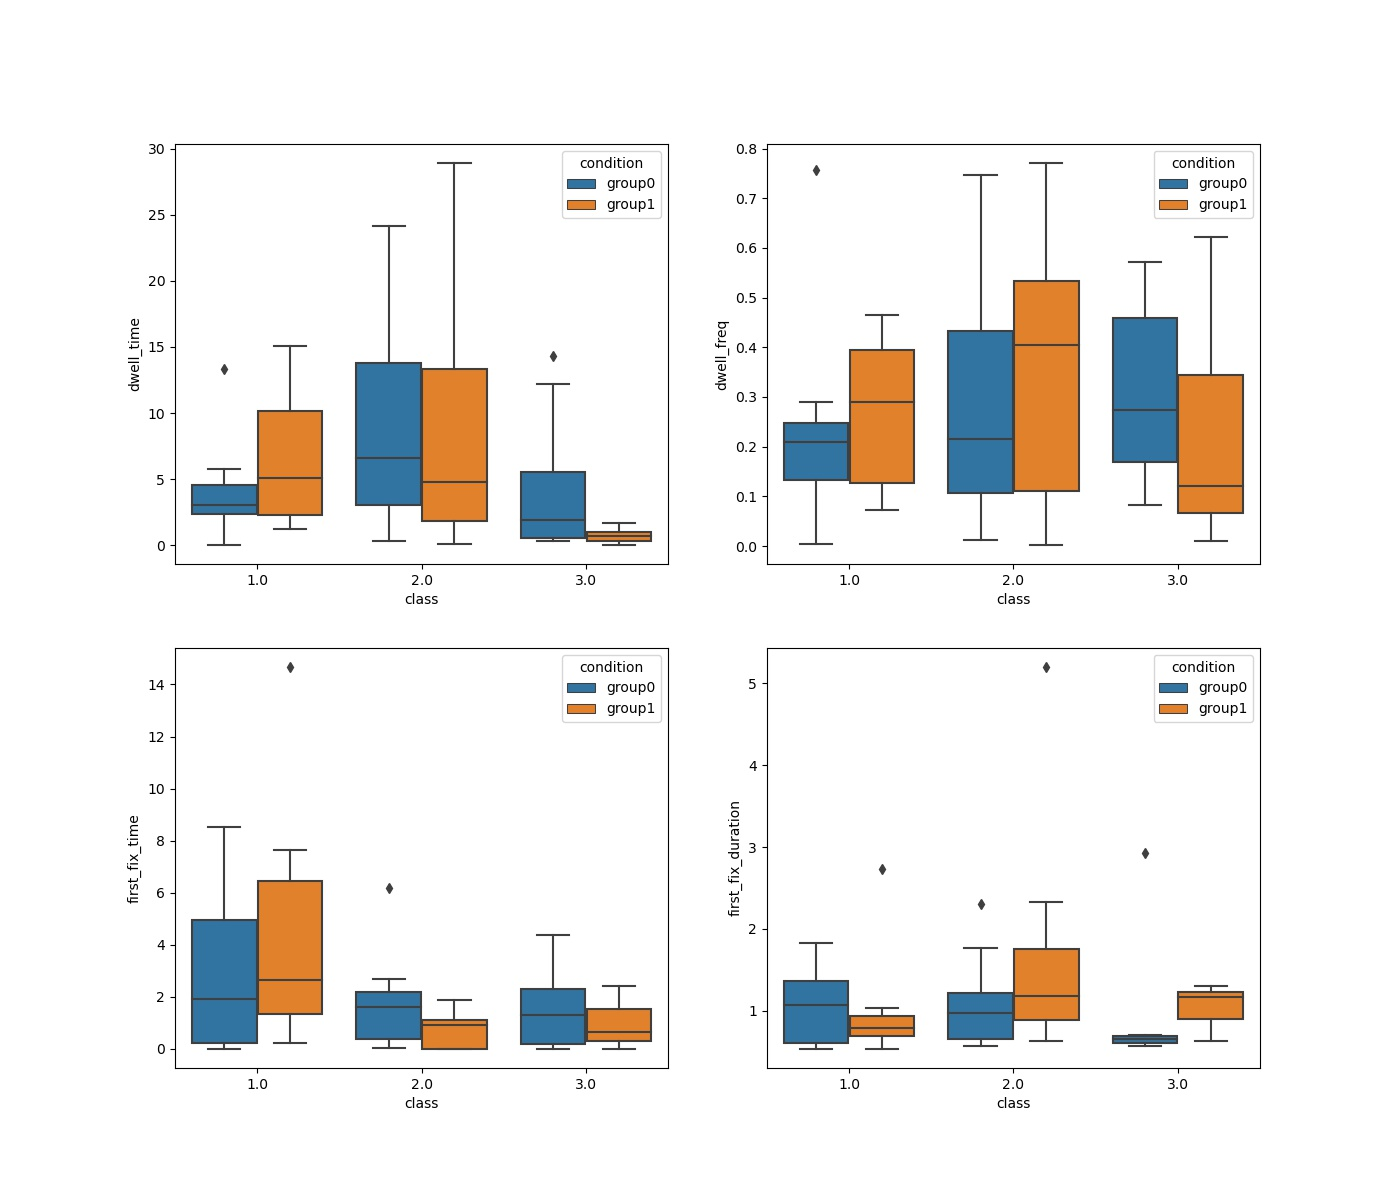 30
25
20
15
10
5
0
dwell_time
1.0 2.0 3.0
class
condition
group0
group1
0.8
0.7
0.6
0.5
0.4
0.3
0.2
0.1
0.0
dwell_freq
1.0 2.0 3.0
class
condition
group0
group1
14
12
10
8
6
4
2
0
first_fix_time
1.0 2.0 3.0
class
condition
group0
group1
5
4
3
2
1
first_fix_duration
1.0 2.0 3.0
class
condition
group0
group1